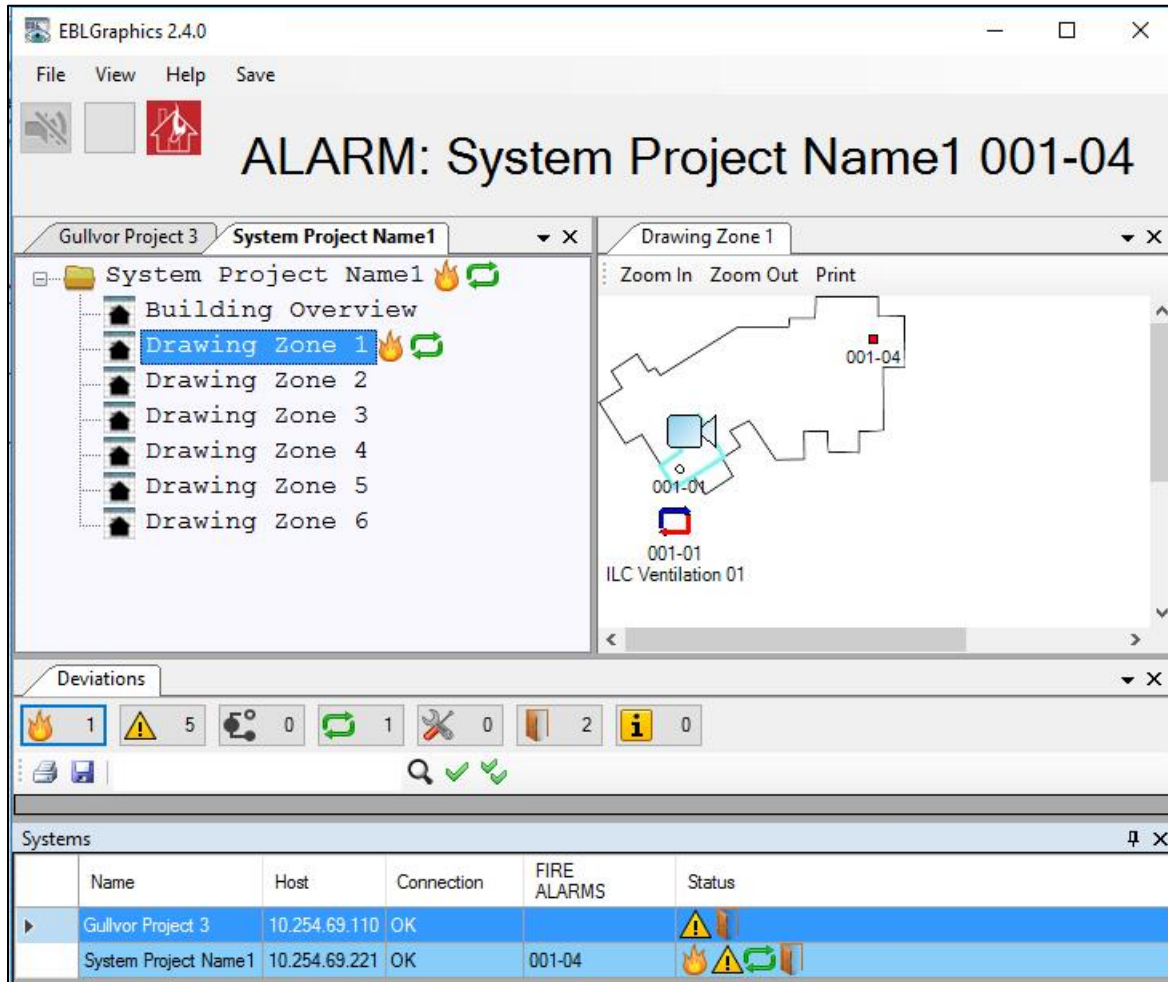 EBLGraphics 2.4.0
File View Help Save
ALARM: System Project Name1 001-04
Gullvor Project 3 System Project Name1
System Project Name1
Building Overview
Drawing Zone 1
Drawing Zone 2
Drawing Zone 3
Drawing Zone 4
Drawing Zone 5
Drawing Zone 6
Drawing Zone 1
Zoom In Zoom Out Print
001-04
001-01
001-01
ILC Ventilation 01
Deviations
1 5 0 1 0 2 0
Systems
Name Host Connection FIRE ALARMS Status
Gullvor Project 3 10.254.69.110 OK
System Project Name1 10.254.69.221 OK 001-04